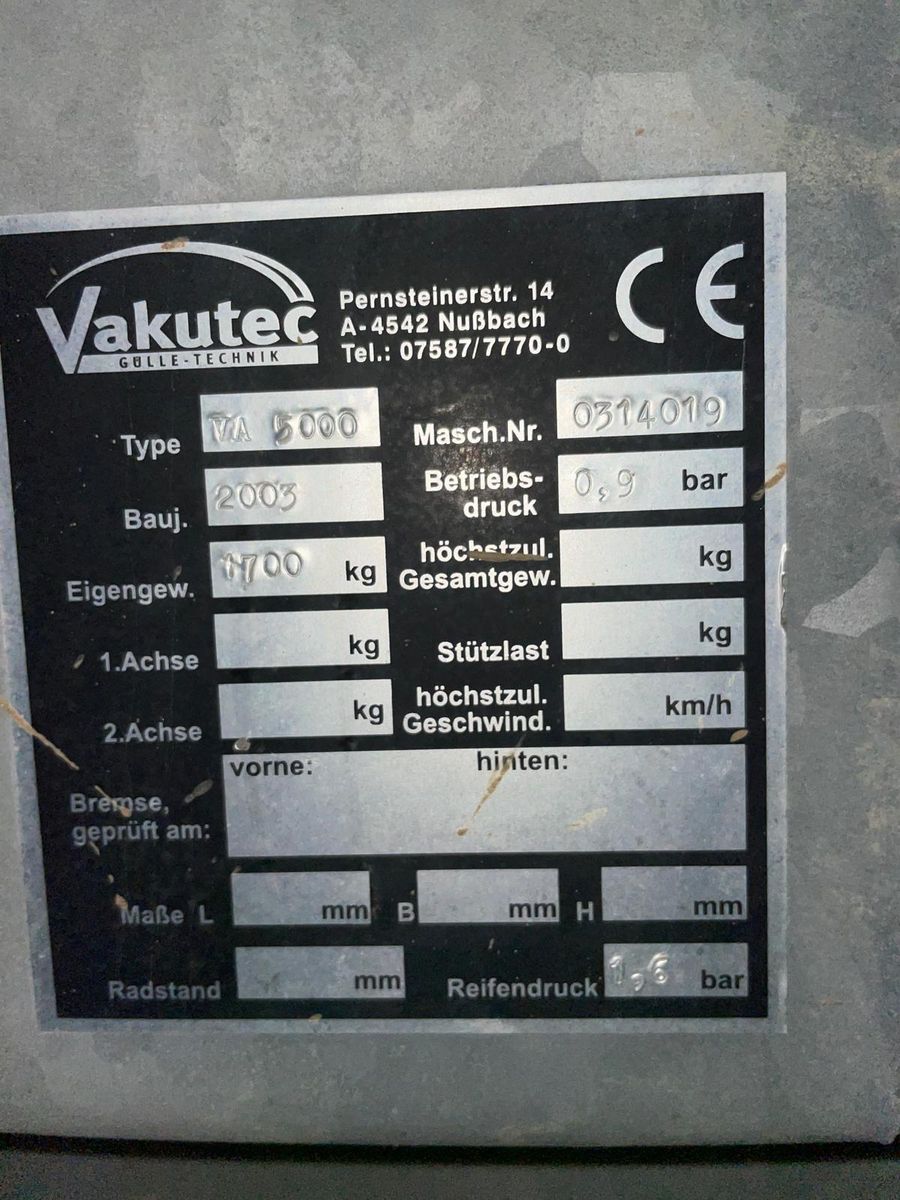 Vakutec
GÜLLE-TECHNIK
Pernsteinerstr. 14
A-4542 Nußbach
Tel.: 07587/7770-0
CE
Type VA 5000
Masch.Nr. 0314019
Bauj. 2003
Betriebs-
druck 0,9 bar
Eigengew. 1700 kg
höchstzul.
Gesamtgew. kg
1.Achse kg
Stützlast kg
2.Achse kg
höchstzul.
Geschwind. km/h
Bremse,
geprüft am:
vorne: hinten:
Maße L mm B mm H mm
Radstand mm
Reifendruck 1,6 bar